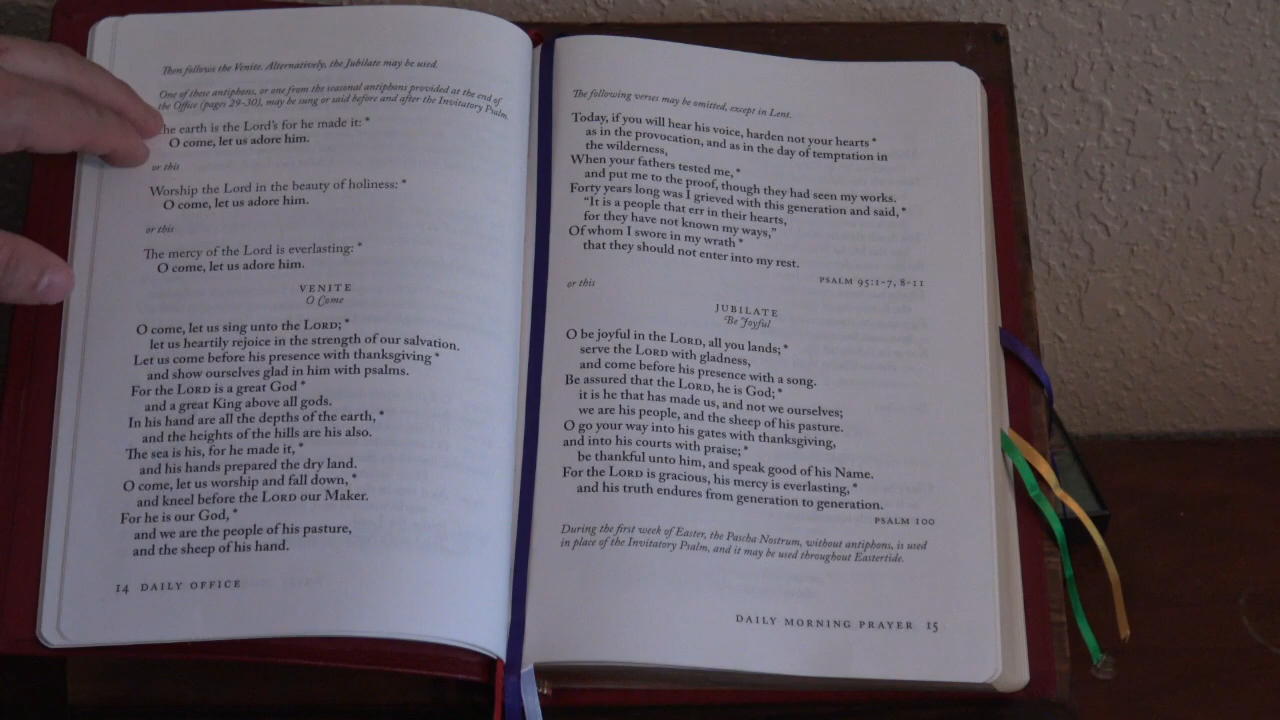 Then follows the Venite. Alternatively, the Jubilate may be used.
One of these antiphons, or one from the seasonal antiphons provided at the end of
the Office (pages 29-30), may be sung or said before and after the Invitatory Psalm.
The earth is the Lord's for he made it: *
O come, let us adore him.
or this
Worship the Lord in the beauty of holiness: *
O come, let us adore him.
or this
The mercy of the Lord is everlasting: *
O come, let us adore him.
VENITE
O Come
O come, let us sing unto the LORD; *
let us heartily rejoice in the strength of our salvation.
Let us come before his presence with thanksgiving *
and show ourselves glad in him with psalms.
For the LORD is a great God *
and a great King above all gods.
In his hand are all the depths of the earth, *
and the heights of the hills are his also.
The sea is his, for he made it, *
and his hands prepared the dry land.
O come, let us worship and fall down, *
and kneel before the LORD our Maker.
For he is our God, *
and we are the people of his pasture,
and the sheep of his hand.
14 DAILY OFFICE
The following verses may be omitted, except in Lent.
Today, if you will hear his voice, harden not your hearts *
as in the provocation, and as in the day of temptation in
the wilderness,
When your fathers tested me, *
and put me to the proof, though they had seen my works.
Forty years long was I grieved with this generation and said, *
“It is a people that err in their hearts,
for they have not known my ways,”
Of whom I swore in my wrath *
that they should not enter into my rest.
PSALM 95:1-7, 8-11
or this
JUBILATE
Be Joyful
O be joyful in the LORD, all you lands; *
serve the LORD with gladness,
and come before his presence with a song.
Be assured that the LORD, he is God; *
it is he that has made us, and not we ourselves;
we are his people, and the sheep of his pasture.
O go your way into his gates with thanksgiving,
and into his courts with praise; *
be thankful unto him, and speak good of his Name.
For the LORD is gracious, his mercy is everlasting, *
and his truth endures from generation to generation.
PSALM 100
During the first week of Easter, the Pascha Nostrum, without antiphons, is used
in place of the Invitatory Psalm, and it may be used throughout Eastertide.
DAILY MORNING PRAYER 15